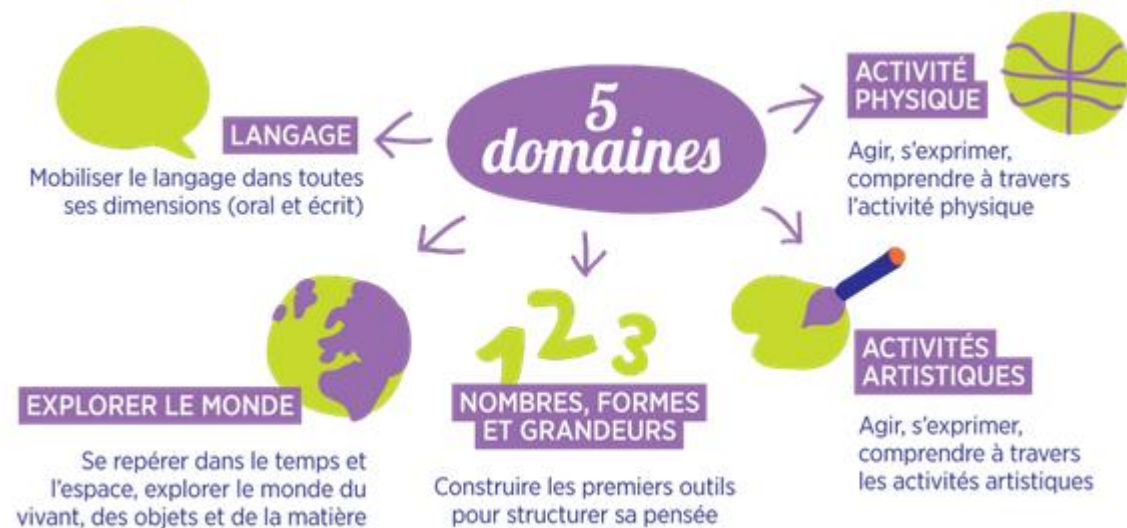 5
domaines
LANGAGE
Mobiliser le langage dans toutes
ses dimensions (oral et écrit)
ACTIVITÉ
PHYSIQUE
Agir, s'exprimer,
comprendre à travers
l'activité physique
EXPLORER LE MONDE
Se repérer dans le temps et
l'espace, explorer le monde du
vivant, des objets et de la matière
1 2 3
NOMBRES, FORMES
ET GRANDEURS
Construire les premiers outils
pour structurer sa pensée
ACTIVITÉS
ARTISTIQUES
Agir, s'exprimer,
comprendre à travers
les activités artistiques